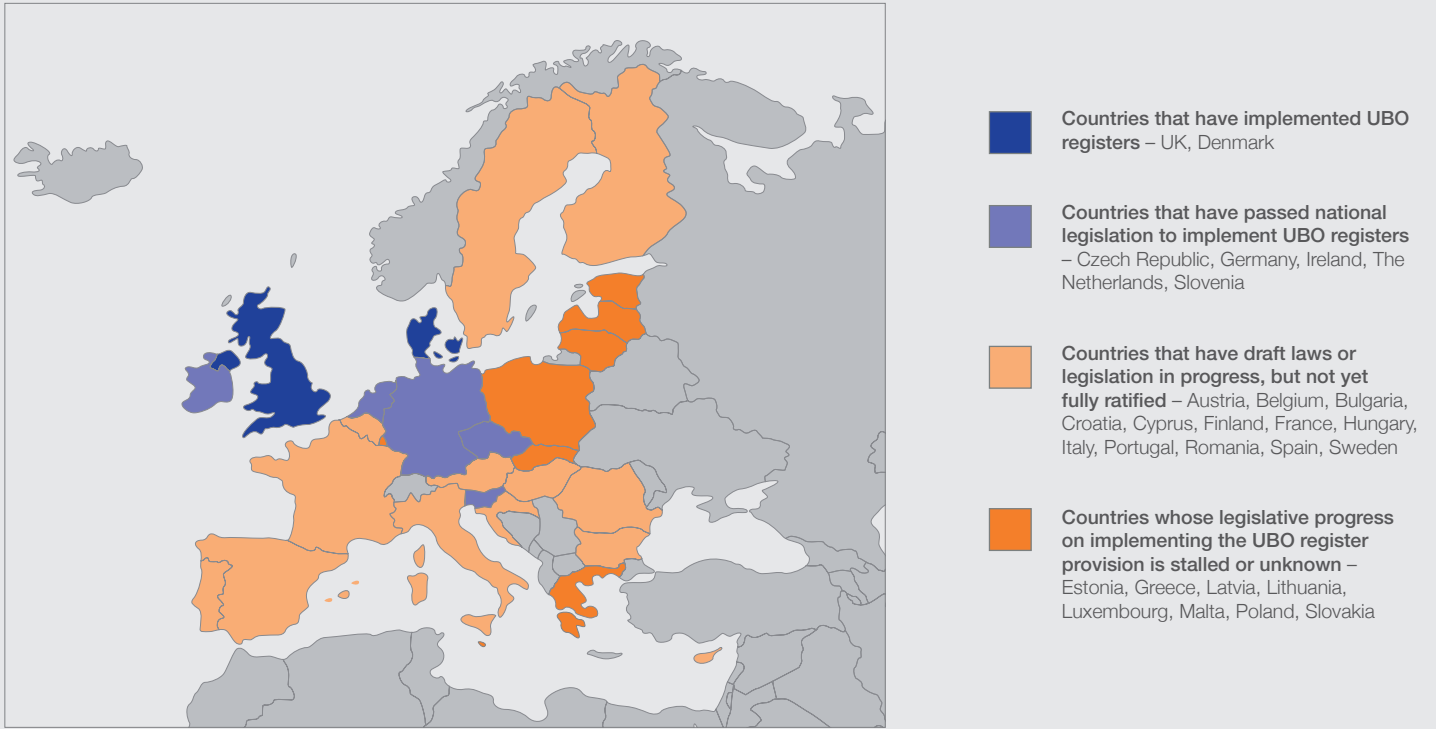 Countries that have implemented UBO
registers – UK, Denmark
Countries that have passed national
legislation to implement UBO registers
– Czech Republic, Germany, Ireland, The
Netherlands, Slovenia
Countries that have draft laws or
legislation in progress, but not yet
fully ratified – Austria, Belgium, Bulgaria,
Croatia, Cyprus, Finland, France, Hungary,
Italy, Portugal, Romania, Spain, Sweden
Countries whose legislative progress
on implementing the UBO register
provision is stalled or unknown –
Estonia, Greece, Latvia, Lithuania,
Luxembourg, Malta, Poland, Slovakia